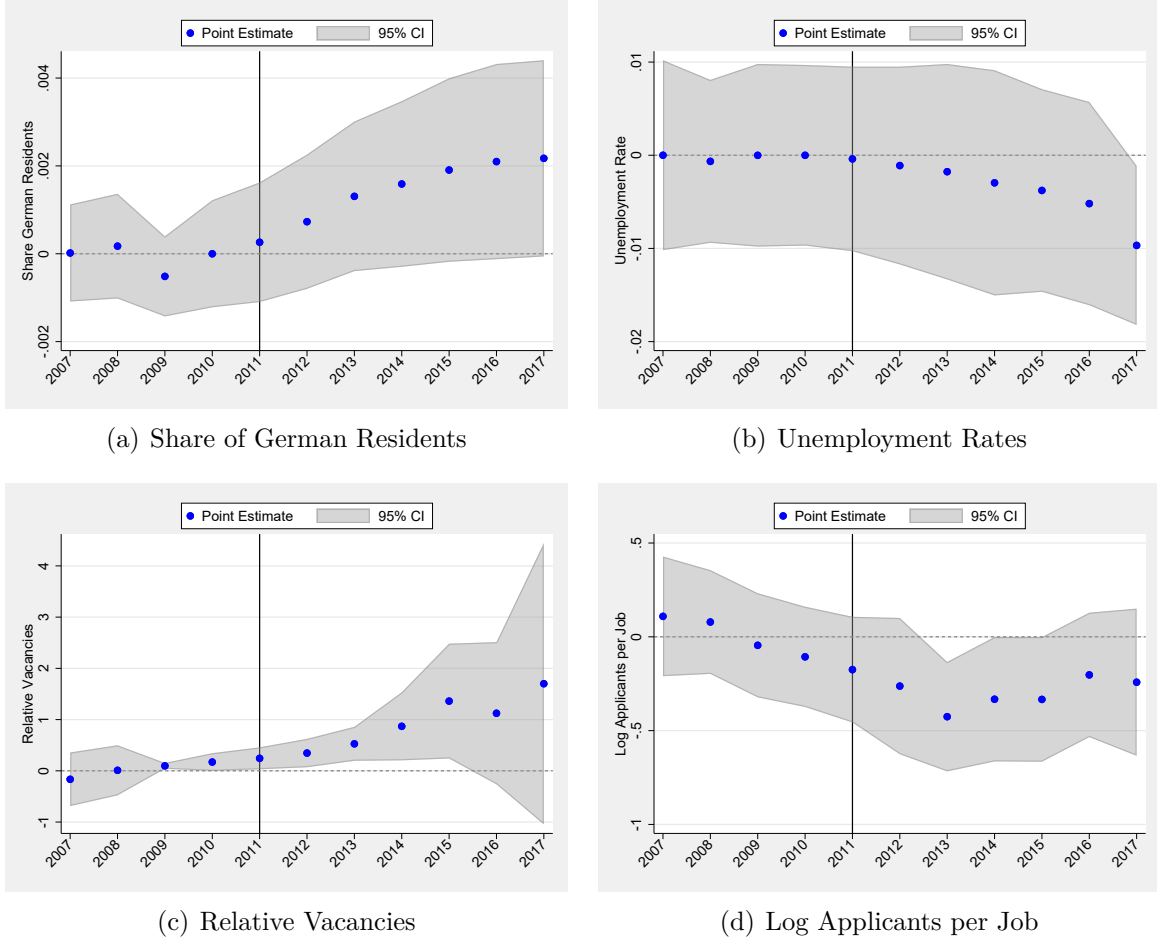 Point Estimate 95% CI
Share German Residents
.004
.002
0
-.002
2007 2008 2009 2010 2011 2012 2013 2014 2015 2016 2017
(a) Share of German Residents
Point Estimate 95% CI
Unemployment Rate
.01
0
-.01
-.02
2007 2008 2009 2010 2011 2012 2013 2014 2015 2016 2017
(b) Unemployment Rates
Point Estimate 95% CI
Relative Vacancies
4
3
2
1
0
-1
2007 2008 2009 2010 2011 2012 2013 2014 2015 2016 2017
(c) Relative Vacancies
Point Estimate 95% CI
Log Applicants per Job
.5
0
-.5
-1
2007 2008 2009 2010 2011 2012 2013 2014 2015 2016 2017
(d) Log Applicants per Job